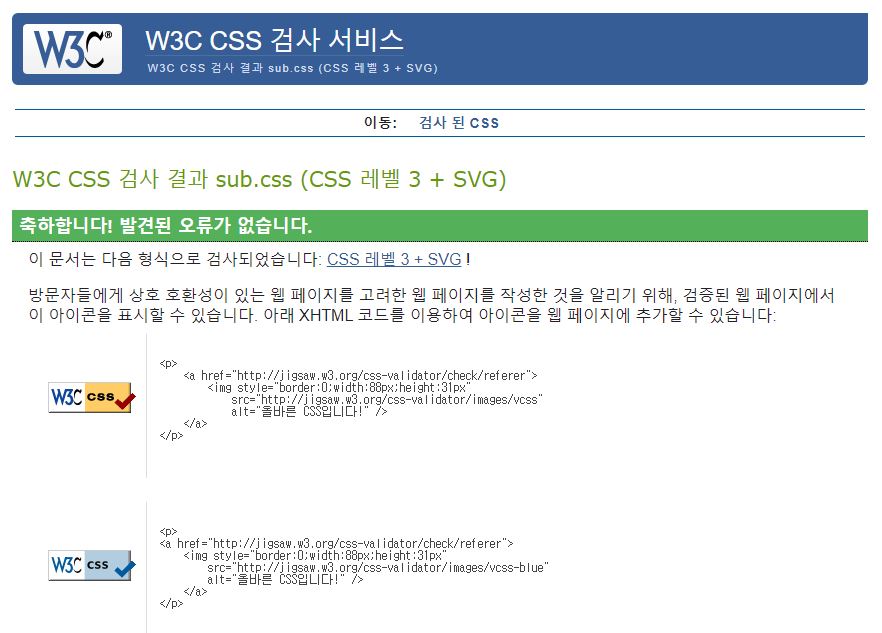 W3C® W3C CSS 검사 서비스
W3C CSS 검사 결과 sub.css (CSS 레벨 3 + SVG)
이동: 검사 된 CSS
W3C CSS 검사 결과 sub.css (CSS 레벨 3 + SVG)
축하합니다! 발견된 오류가 없습니다.
이 문서는 다음 형식으로 검사되었습니다: CSS 레벨 3 + SVG !
방문자들에게 상호 호환성이 있는 웹 페이지를 고려한 웹 페이지를 작성한 것을 알리기 위해, 검증된 웹 페이지에서
이 아이콘을 표시할 수 있습니다. 아래 XHTML 코드를 이용하여 아이콘을 웹 페이지에 추가할 수 있습니다:
W3C css
<p>
<a href="http://jigsaw.w3.org/css-validator/check/referer">
<img style="border:0;width:88px;height:31px"
src="http://jigsaw.w3.org/css-validator/images/vcss"
alt="올바른 CSS입니다!" />
</a>
</p>
W3C css
<p>
<a href="http://jigsaw.w3.org/css-validator/check/referer">
<img style="border:0;width:88px;height:31px"
src="http://jigsaw.w3.org/css-validator/images/vcss-blue"
alt="올바른 CSS입니다!" />
</a>
</p>